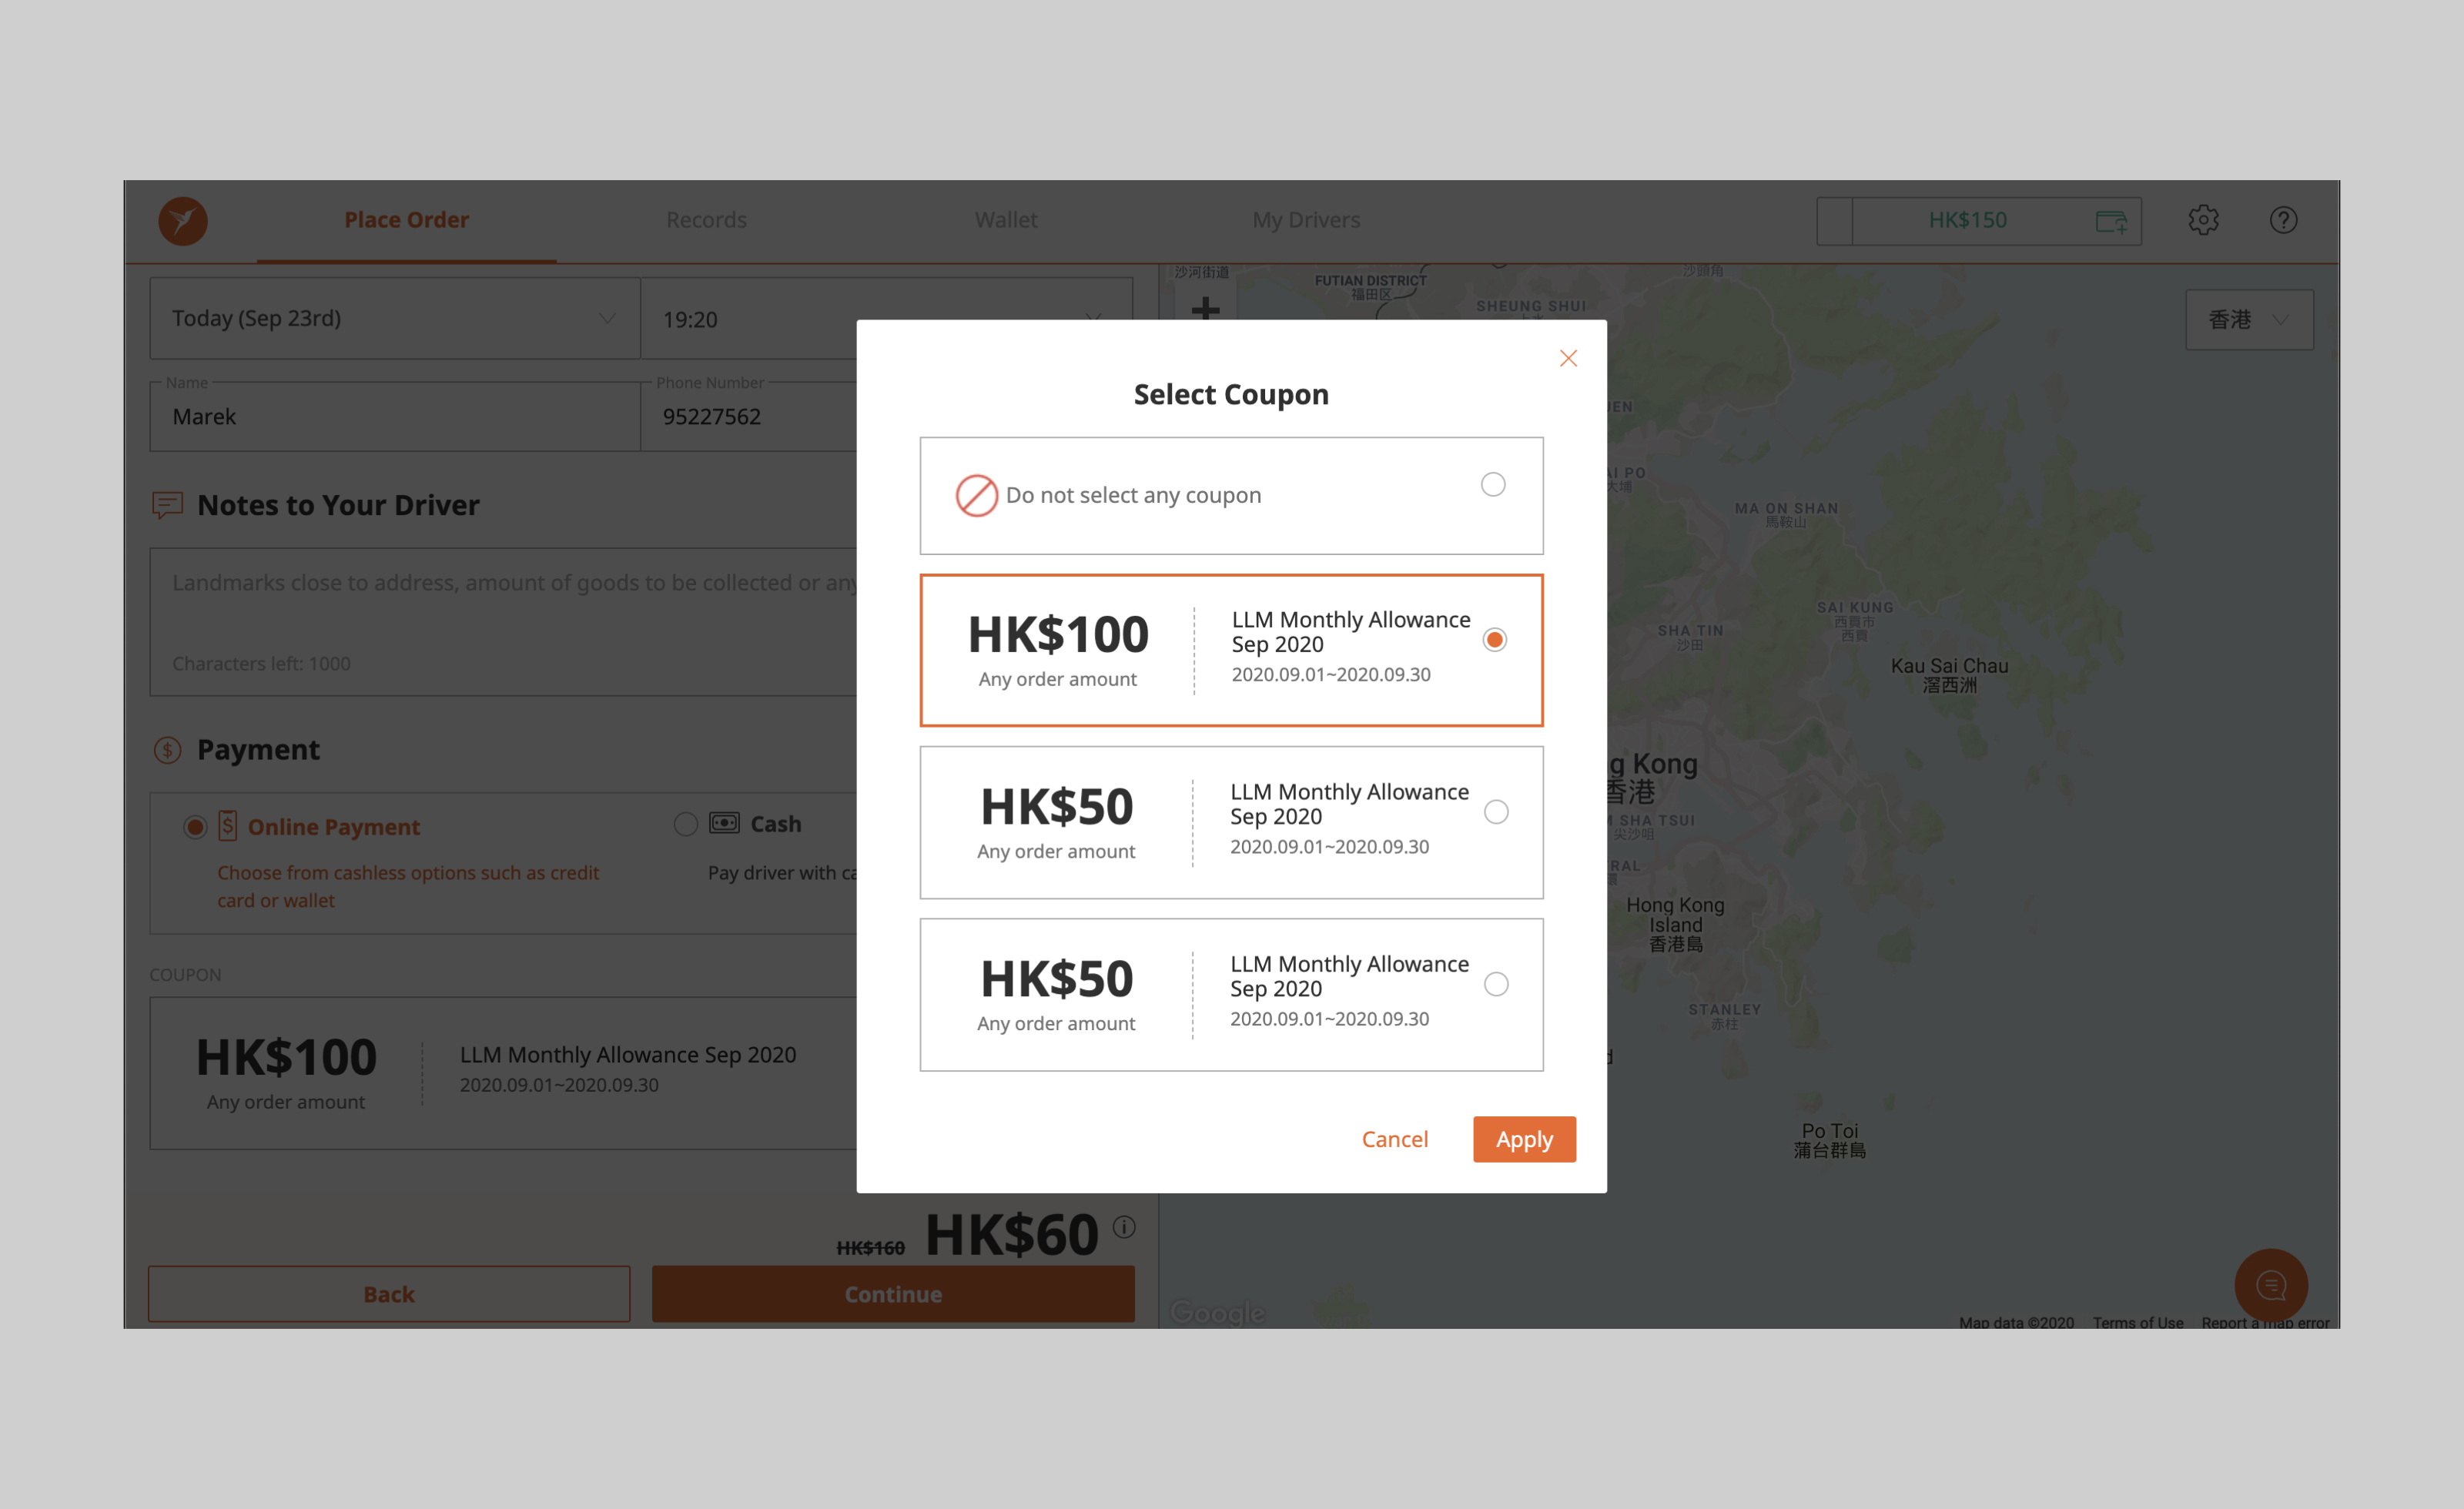 Place Order
Records
Wallet
My Drivers
HK$150
Today (Sep 23rd)
19:20
Name
Marek
Phone Number
95227562
Notes to Your Driver
Landmarks close to address, amount of goods to be collected or any
Characters left: 1000
Payment
Online Payment
Choose from cashless options such as credit
card or wallet
Cash
Pay driver with
COUPON
HK$100
Any order amount
LLM Monthly Allowance Sep 2020
2020.09.01~2020.09.30
HK$160 HK$60
Back
Continue
Select Coupon
Do not select any coupon
HK$100
Any order amount
LLM Monthly Allowance
Sep 2020
2020.09.01~2020.09.30
HK$50
Any order amount
LLM Monthly Allowance
Sep 2020
2020.09.01~2020.09.30
HK$50
Any order amount
LLM Monthly Allowance
Sep 2020
2020.09.01~2020.09.30
Cancel
Apply
香港
沙河街道
FUTIAN DISTRICT
福田区
沙頭角
SHEUNG SHUI
大埔
MA ON SHAN
馬鞍山
SAI KUNG
西貢市
西貢
SHA TIN
沙田
Kau Sai Chau
滘西洲
Kong
香港
SHA TSUI
尖沙咀
Hong Kong
Island
香港島
STANLEY
赤柱
Po Toi
蒲台群島
Google
Map data ©2020
Terms of Use
Report a map error